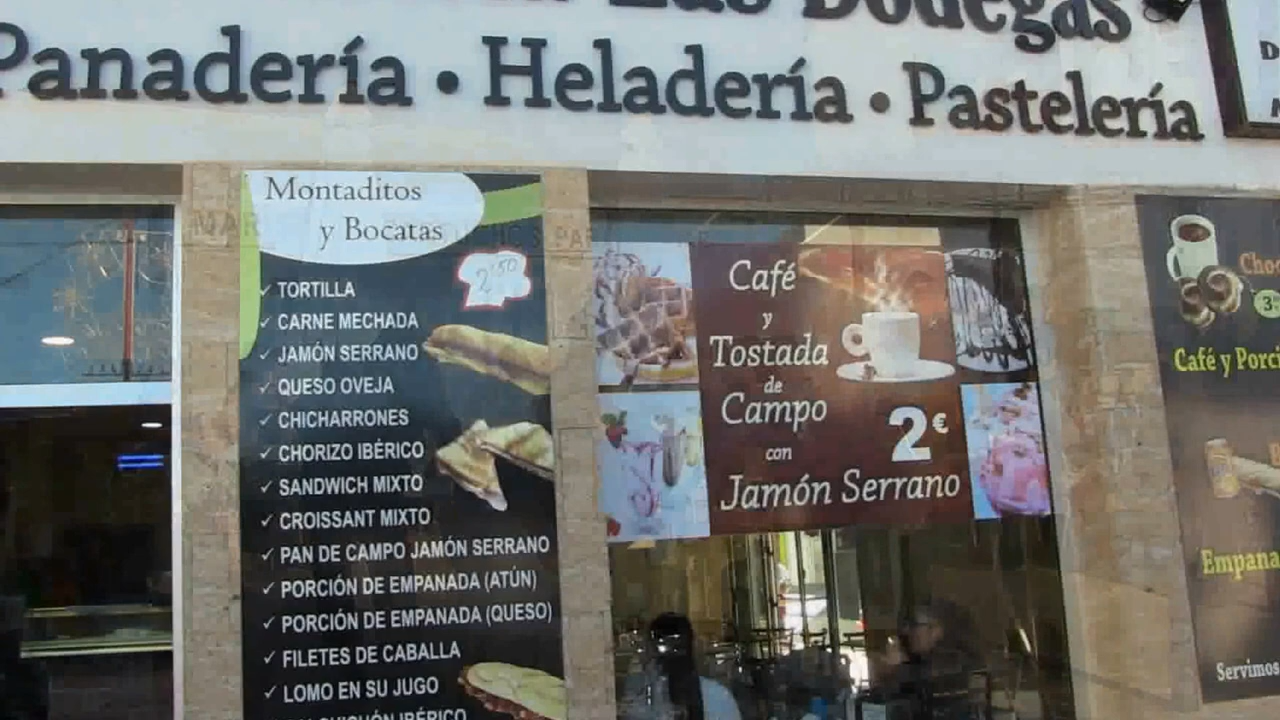 Las Bodegas
Panadería • Heladería • Pastelería
Montaditos
y Bocatas
2'50
✓ TORTILLA
✓ CARNE MECHADA
✓ JAMÓN SERRANO
✓ QUESO OVEJA
✓ CHICHARRONES
✓ CHORIZO IBÉRICO
✓ SANDWICH MIXTO
✓ CROISSANT MIXTO
✓ PAN DE CAMPO JAMÓN SERRANO
✓ PORCIÓN DE EMPANADA (ATÚN)
✓ PORCIÓN DE EMPANADA (QUESO)
✓ FILETES DE CABALLA
✓ LOMO EN SU JUGO
IBÉRICO
Café
y
Tostada
de
Campo
con
Jamón Serrano
2€
Café y
Servimos